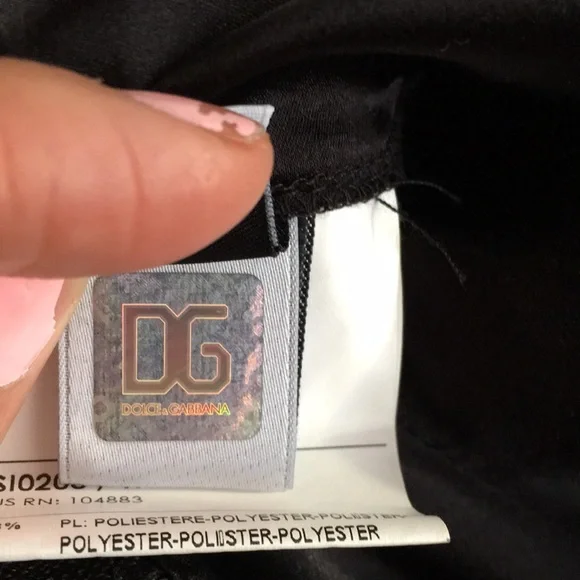 DG
DOLCE&GABBANA
US RN: 104883
%
PL: POLIESTERE-POLYESTER-POLIESTER-
POLYESTER-POLIESTER-POLYESTER